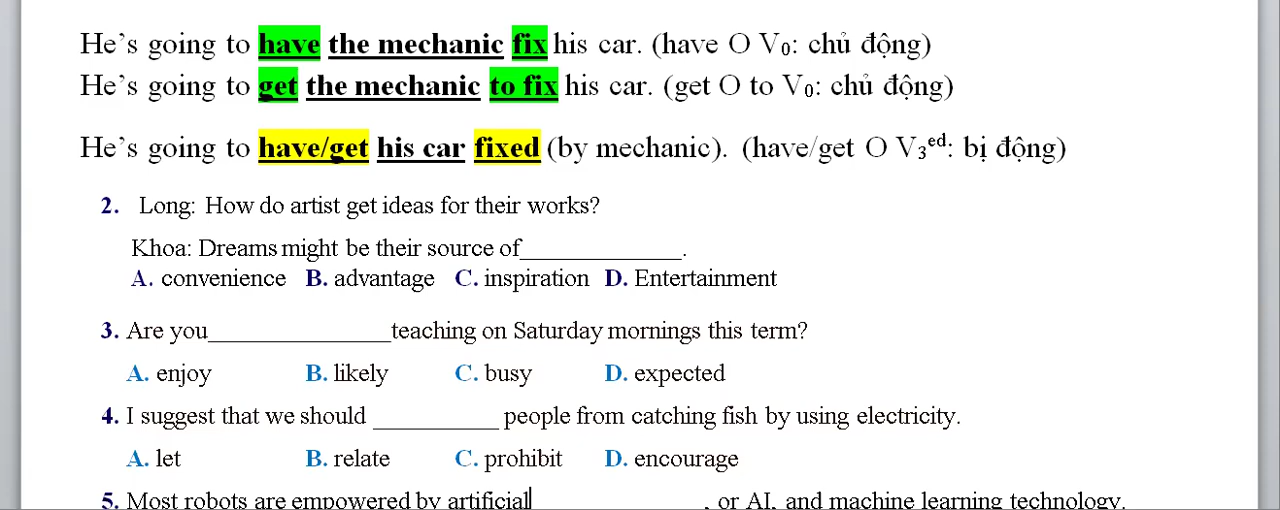 He's going to have the mechanic fix his car. (have O V₀: chủ động)
He's going to get the mechanic to fix his car. (get O to V₀: chủ động)
He's going to have/get his car fixed (by mechanic). (have/get O V₃ᵉᵈ: bị động)
2. Long: How do artist get ideas for their works?
Khoa: Dreams might be their source of_____________.
A. convenience B. advantage C. inspiration D. Entertainment
3. Are you_______________teaching on Saturday mornings this term?
A. enjoy B. likely C. busy D. expected
4. I suggest that we should __________ people from catching fish by using electricity.
A. let B. relate C. prohibit D. encourage
5. Most robots are empowered by artificial______________, or AI, and machine learning technology.